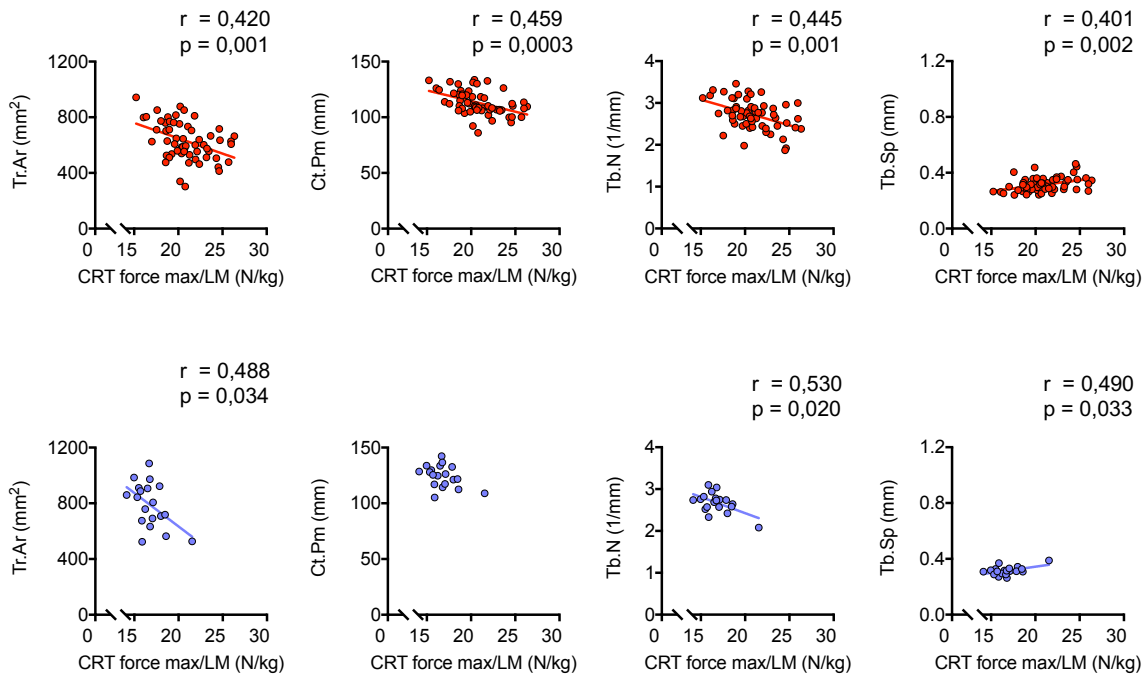 r = 0,420
p = 0,001
r = 0,459
p = 0,0003
r = 0,445
p = 0,001
r = 0,401
p = 0,002
Tr.Ar (mm²)
1200
800
400
0
0 15 20 25 30
CRT force max/LM (N/kg)
Ct.Pm (mm)
150
100
50
0
0 15 20 25 30
CRT force max/LM (N/kg)
Tb.N (1/mm)
4
3
2
1
0
0 15 20 25 30
CRT force max/LM (N/kg)
Tb.Sp (mm)
1.2
0.8
0.4
0.0
0 15 20 25 30
CRT force max/LM (N/kg)
r = 0,488
p = 0,034
r = 0,530
p = 0,020
r = 0,490
p = 0,033
Tr.Ar (mm²)
1200
800
400
0
0 15 20 25 30
CRT force max/LM (N/kg)
Ct.Pm (mm)
150
100
50
0
0 15 20 25 30
CRT force max/LM (N/kg)
Tb.N (1/mm)
4
3
2
1
0
0 15 20 25 30
CRT force max/LM (N/kg)
Tb.Sp (mm)
1.2
0.8
0.4
0.0
0 15 20 25 30
CRT force max/LM (N/kg)